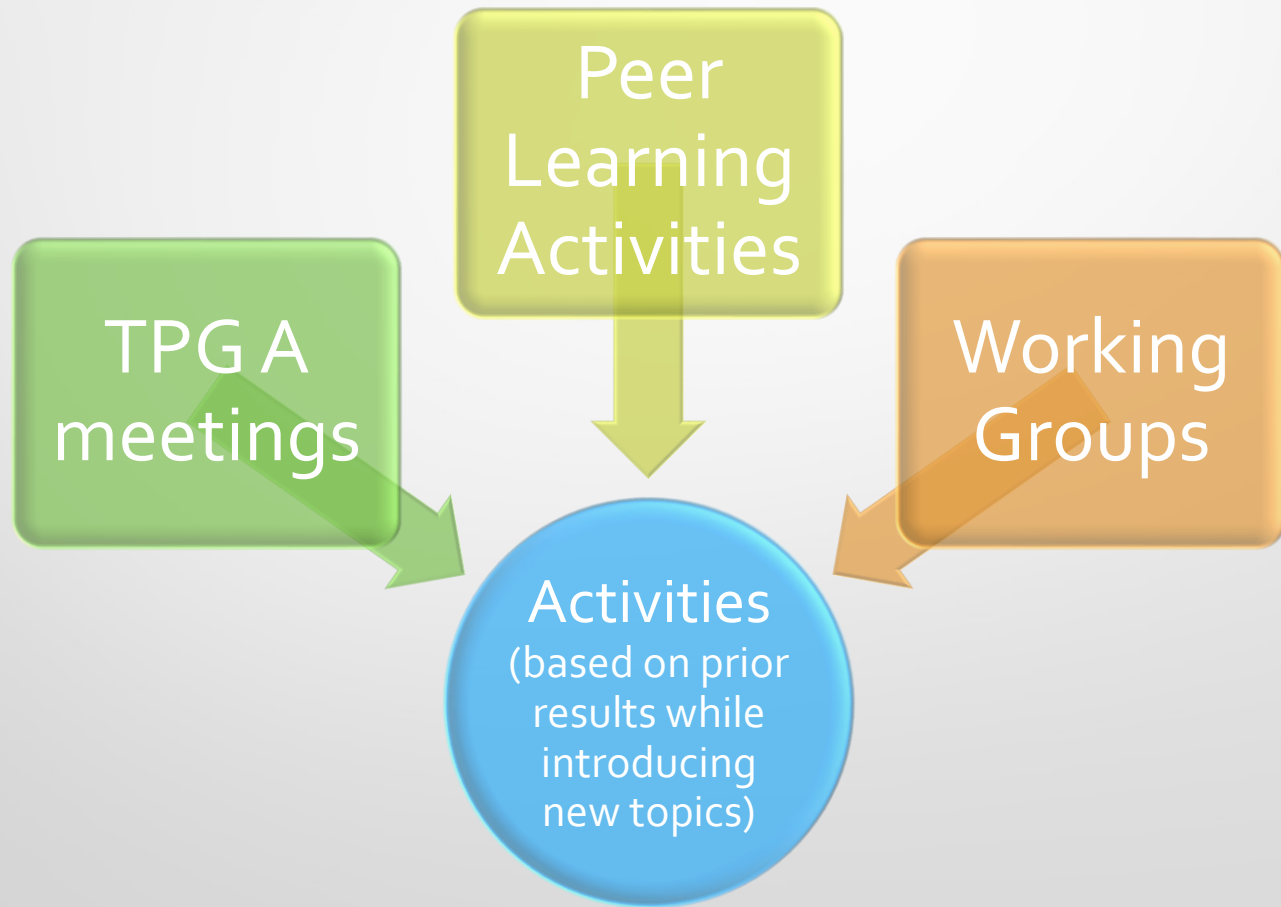 Peer
Learning
Activities
TPG A
meetings
Working
Groups
Activities
(based on prior
results while
introducing
new topics)